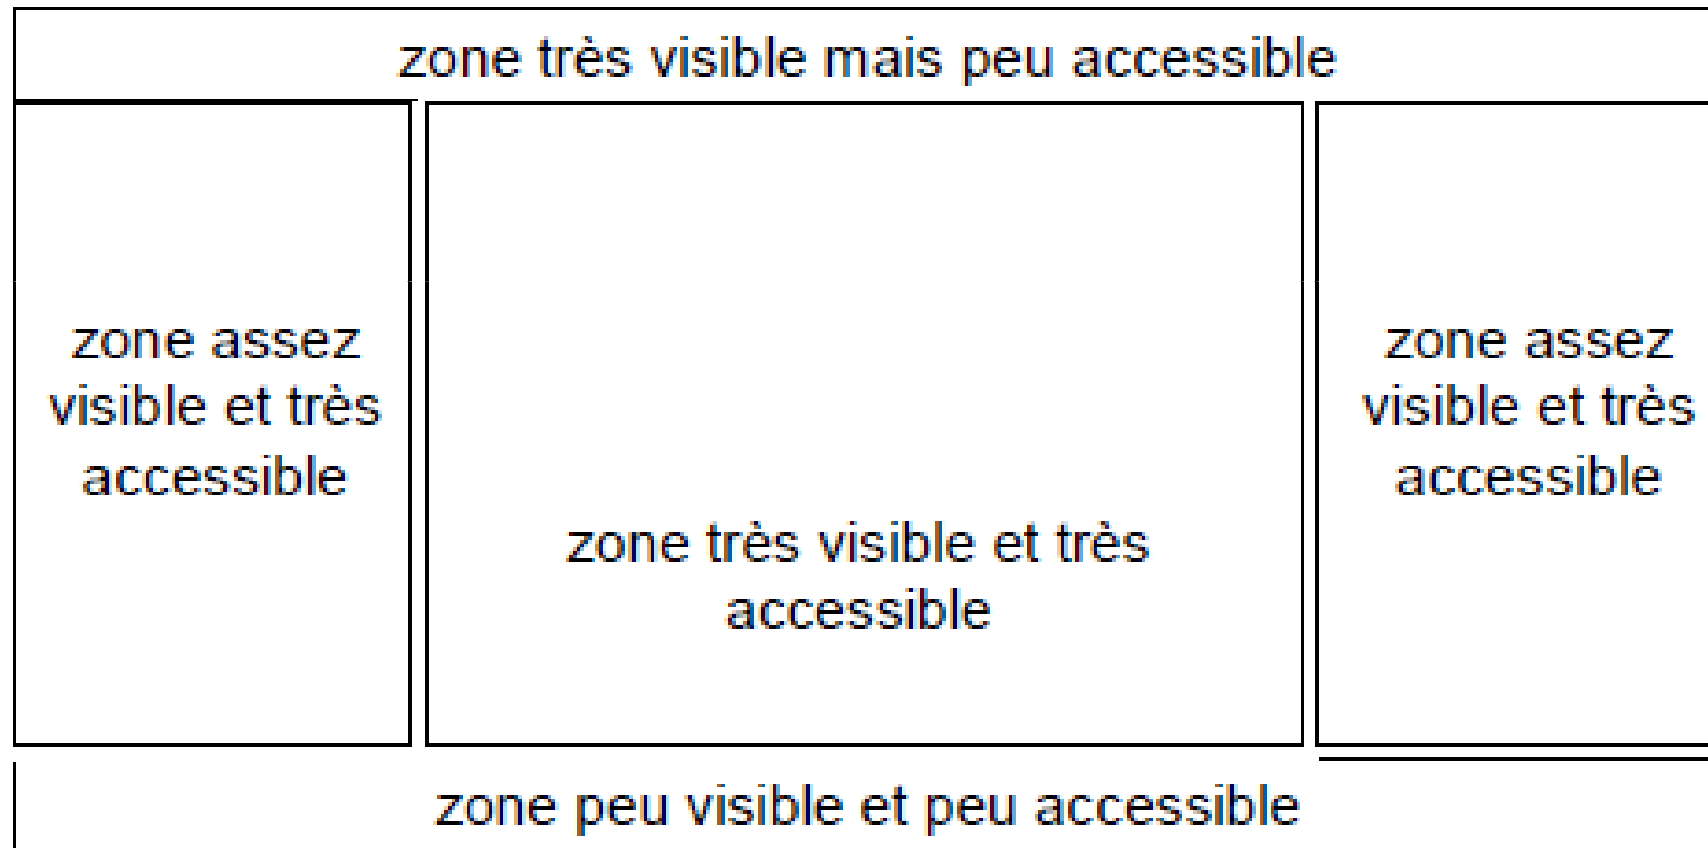 zone très visible mais peu accessible
zone assez
visible et très
accessible
zone très visible et très
accessible
zone assez
visible et très
accessible
zone peu visible et peu accessible